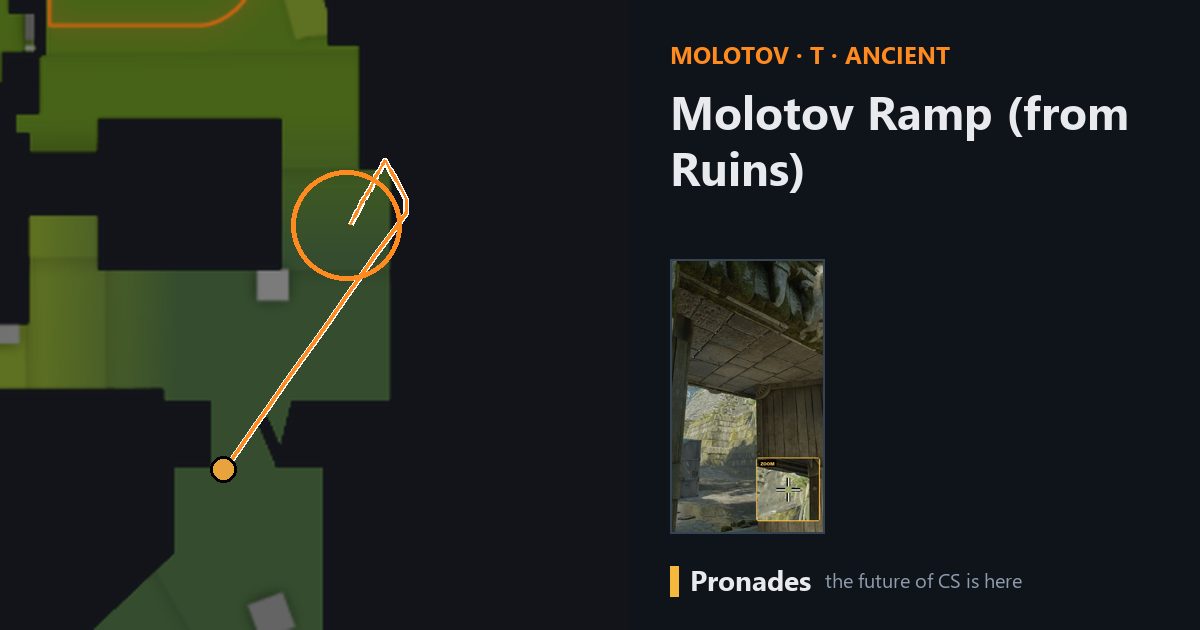 MOLOTOV · T · ANCIENT
Molotov Ramp (from
Ruins)
ZOOM
Pronades the future of CS is here